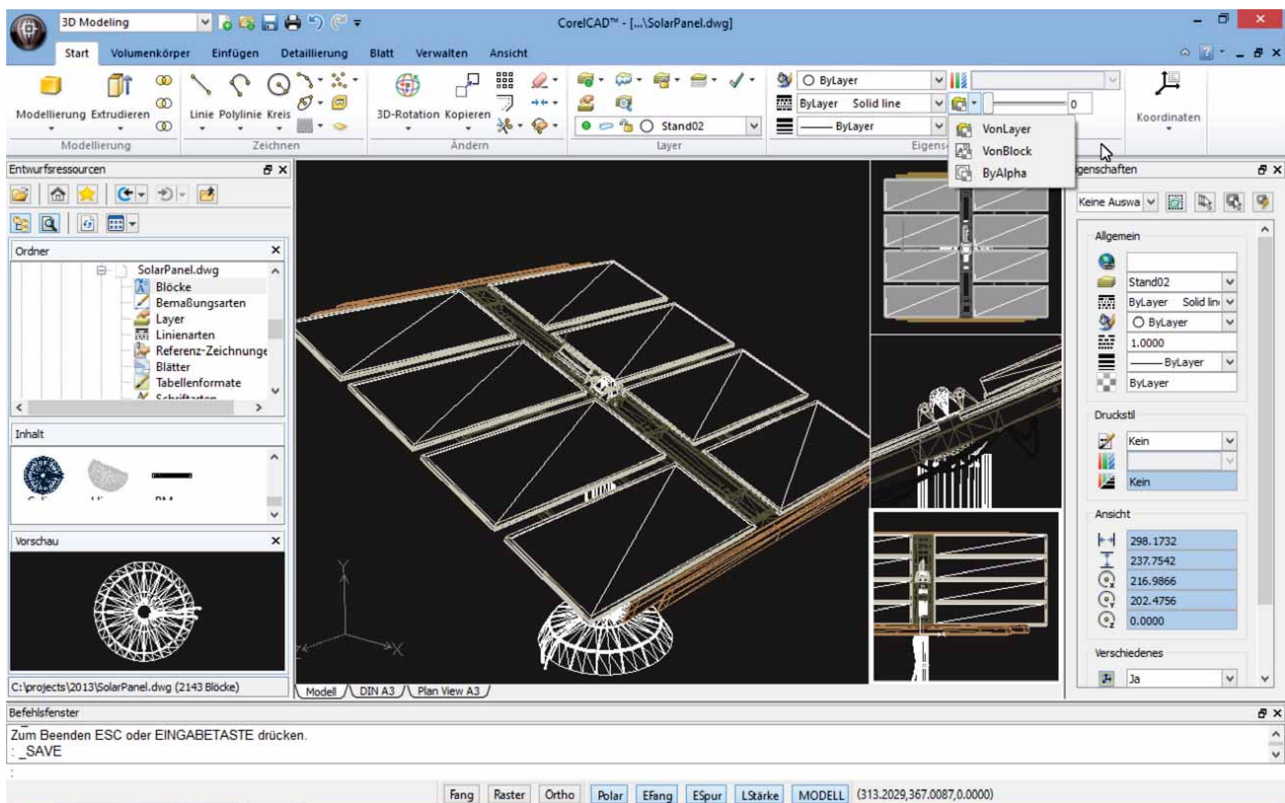 3D Modeling
CorelCAD™ - [...\SolarPanel.dwg]
Start Volumenkörper Einfügen Detaillierung Blatt Verwalten Ansicht
ByLayer
ByLayer Solid line
0
Modellierung Extrudieren Linie Polylinie Kreis 3D-Rotation Kopieren
Stand02
ByLayer
Koordinaten
Modellierung Zeichnen Ändern Layer
VonLayer
VonBlock
ByAlpha
Entwurfsressourcen
Keine Auswa
Ordner
SolarPanel.dwg
Blöcke
Bemaßungsarten
Layer
Linienarten
Referenz-Zeichnunge
Blätter
Tabellenformate
Inhalt
Vorschau
C:\projects\2013\SolarPanel.dwg (2143 Blöcke)
Y
X
Modell DIN A3 Plan View A3
Allgemein
Stand02
ByLayer Solid lin
ByLayer
1.0000
ByLayer
ByLayer
Druckstil
Kein
Kein
Ansicht
298.1732
237.7542
216.9866
202.4756
0.0000
Verschiedenes
Ja
Befehlsfenster
Zum Beenden ESC oder EINGABETASTE drücken.
: _SAVE
:
Fang Raster Ortho Polar EFang ESpur LStärke MODELL (313.2029,367.0087,0.0000)